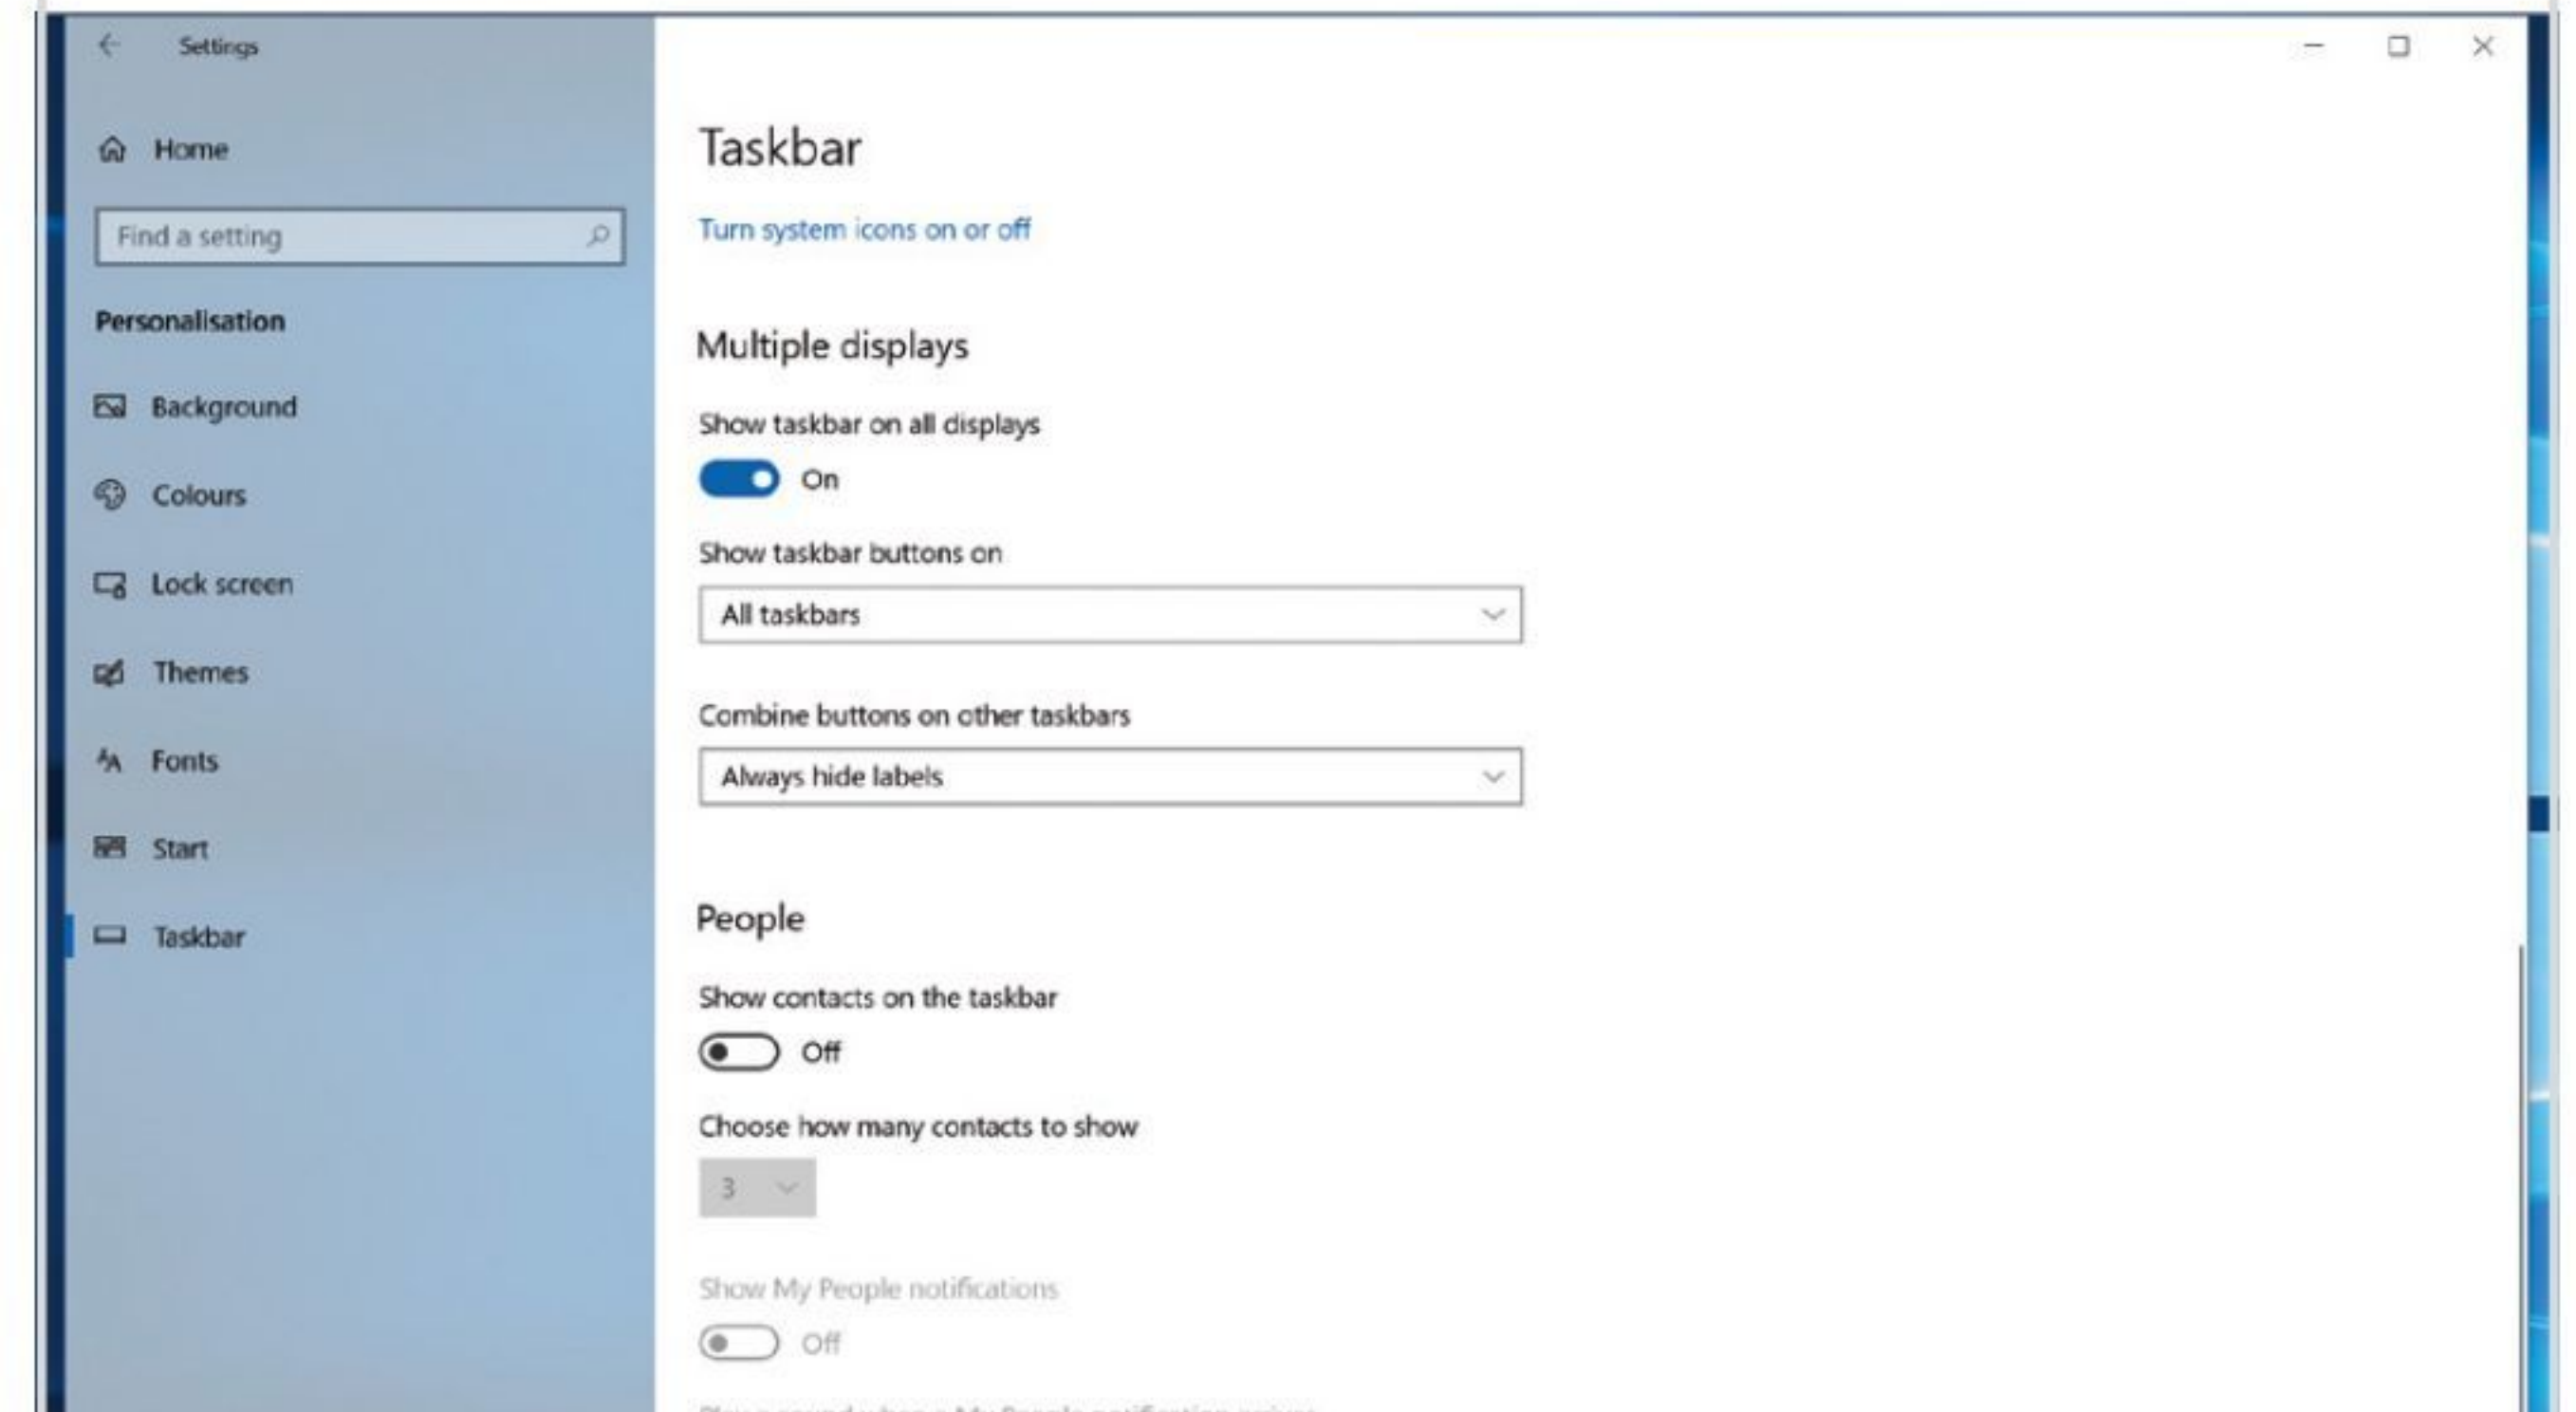 Settings
Home
Find a setting
Personalisation
Background
Colours
Lock screen
Themes
Fonts
Start
Taskbar
Taskbar
Turn system icons on or off
Multiple displays
Show taskbar on all displays
On
Show taskbar buttons on
All taskbars
Combine buttons on other taskbars
Always hide labels
People
Show contacts on the taskbar
Off
Choose how many contacts to show
3
Show My People notifications
Off